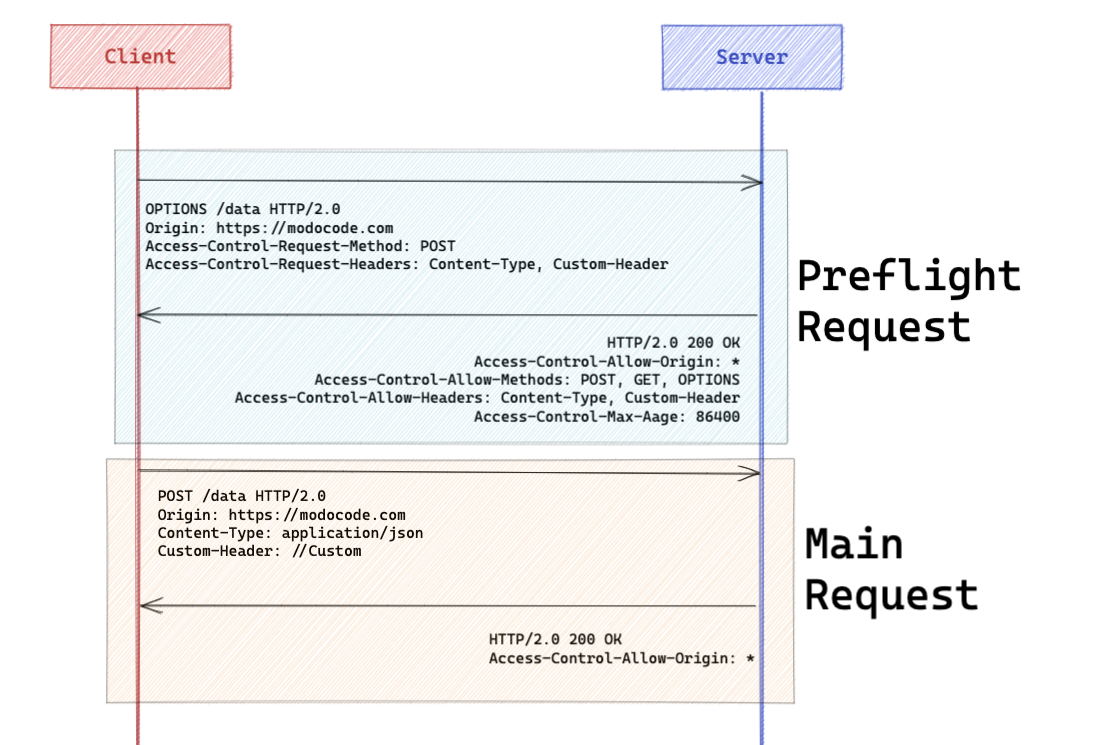 Client
Server
OPTIONS /data HTTP/2.0
Origin: https://modocode.com
Access-Control-Request-Method: POST
Access-Control-Request-Headers: Content-Type, Custom-Header
Preflight
Request
HTTP/2.0 200 OK
Access-Control-Allow-Origin: *
Access-Control-Allow-Methods: POST, GET, OPTIONS
Access-Control-Allow-Headers: Content-Type, Custom-Header
Access-Control-Max-Aage: 86400
POST /data HTTP/2.0
Origin: https://modocode.com
Content-Type: application/json
Custom-Header: //Custom
Main
Request
HTTP/2.0 200 OK
Access-Control-Allow-Origin: *